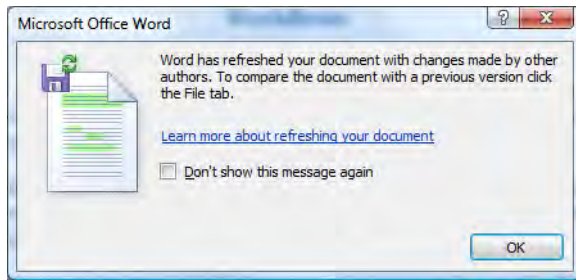 Microsoft Office Word
Word has refreshed your document with changes made by other
authors. To compare the document with a previous version click
the File tab.
Learn more about refreshing your document
Don't show this message again
OK